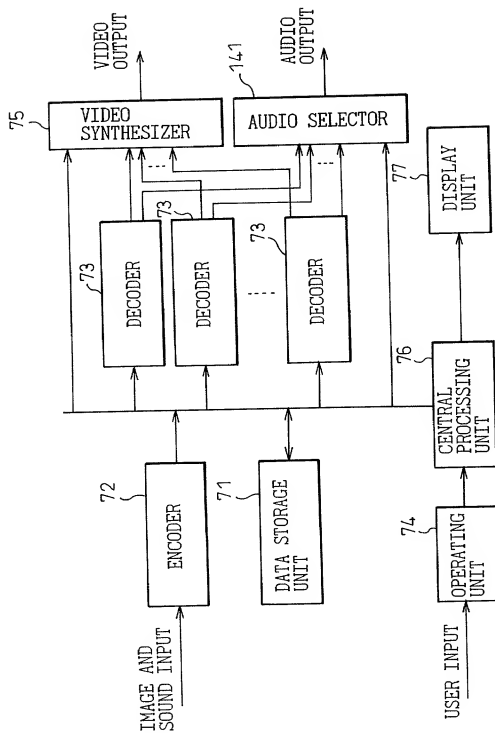 IMAGE AND
SOUND INPUT
72
ENCODER
71
DATA STORAGE
UNIT
USER INPUT
74
OPERATING
UNIT
76
CENTRAL
PROCESSING
UNIT
73
DECODER
73
DECODER
73
DECODER
75
VIDEO
SYNTHESIZER
VIDEO
OUTPUT
141
AUDIO SELECTOR
AUDIO
OUTPUT
77
DISPLAY
UNIT